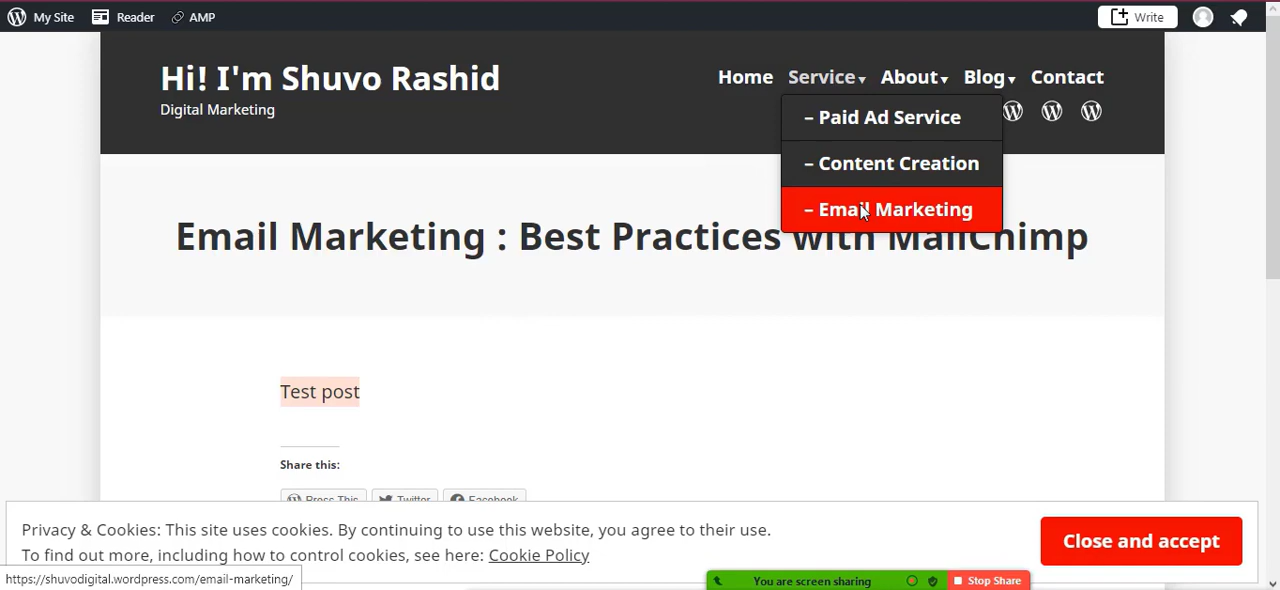 My Site Reader AMP Write
Hi! I'm Shuvo Rashid
Digital Marketing
Home Service▾ About▾ Blog▾ Contact
– Paid Ad Service
– Content Creation
– Email Marketing
Email Marketing : Best Practices with MailChimp
Test post
Share this:
Press This Twitter Facebook
Privacy & Cookies: This site uses cookies. By continuing to use this website, you agree to their use.
To find out more, including how to control cookies, see here: Cookie Policy
Close and accept
https://shuvodigital.wordpress.com/email-marketing/
You are screen sharing Stop Share